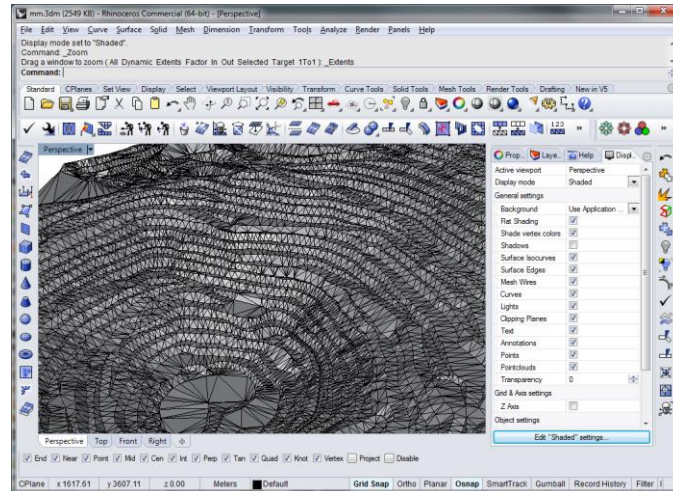 mm.3dm (2549 KB) - Rhinoceros Commercial (64-bit) - [Perspective]
File Edit View Curve Surface Solid Mesh Dimension Transform Tools Analyze Render Panels Help
Display mode set to "Shaded".
Command: _Zoom
Drag a window to zoom ( All Dynamic Extents Factor In Out Selected Target 1To1 ): _Extents
Command:
Standard CPlanes Set View Display Select Viewport Layout Visibility Transform Curve Tools Solid Tools Mesh Tools Render Tools Drafting New in V5
Perspective
Prop.. Laye.. Help Displ..
Active viewport Perspective
Display mode Shaded
General settings
Background Use Application ...
Flat Shading
Shade vertex colors
Shadows
Surface Isocurves
Surface Edges
Mesh Wires
Curves
Lights
Clipping Planes
Text
Annotations
Points
Pointclouds
Transparency 0
Grid & Axis settings
Z Axis
Object settings
Edit "Shaded" settings...
Perspective Top Front Right
End Near Point Mid Cen Int Perp Tan Quad Knot Vertex Project Disable
CPlane x 1617.61 y 3607.11 z 0.00 Meters Default Grid Snap Ortho Planar Osnap SmartTrack Gumball Record History Filter